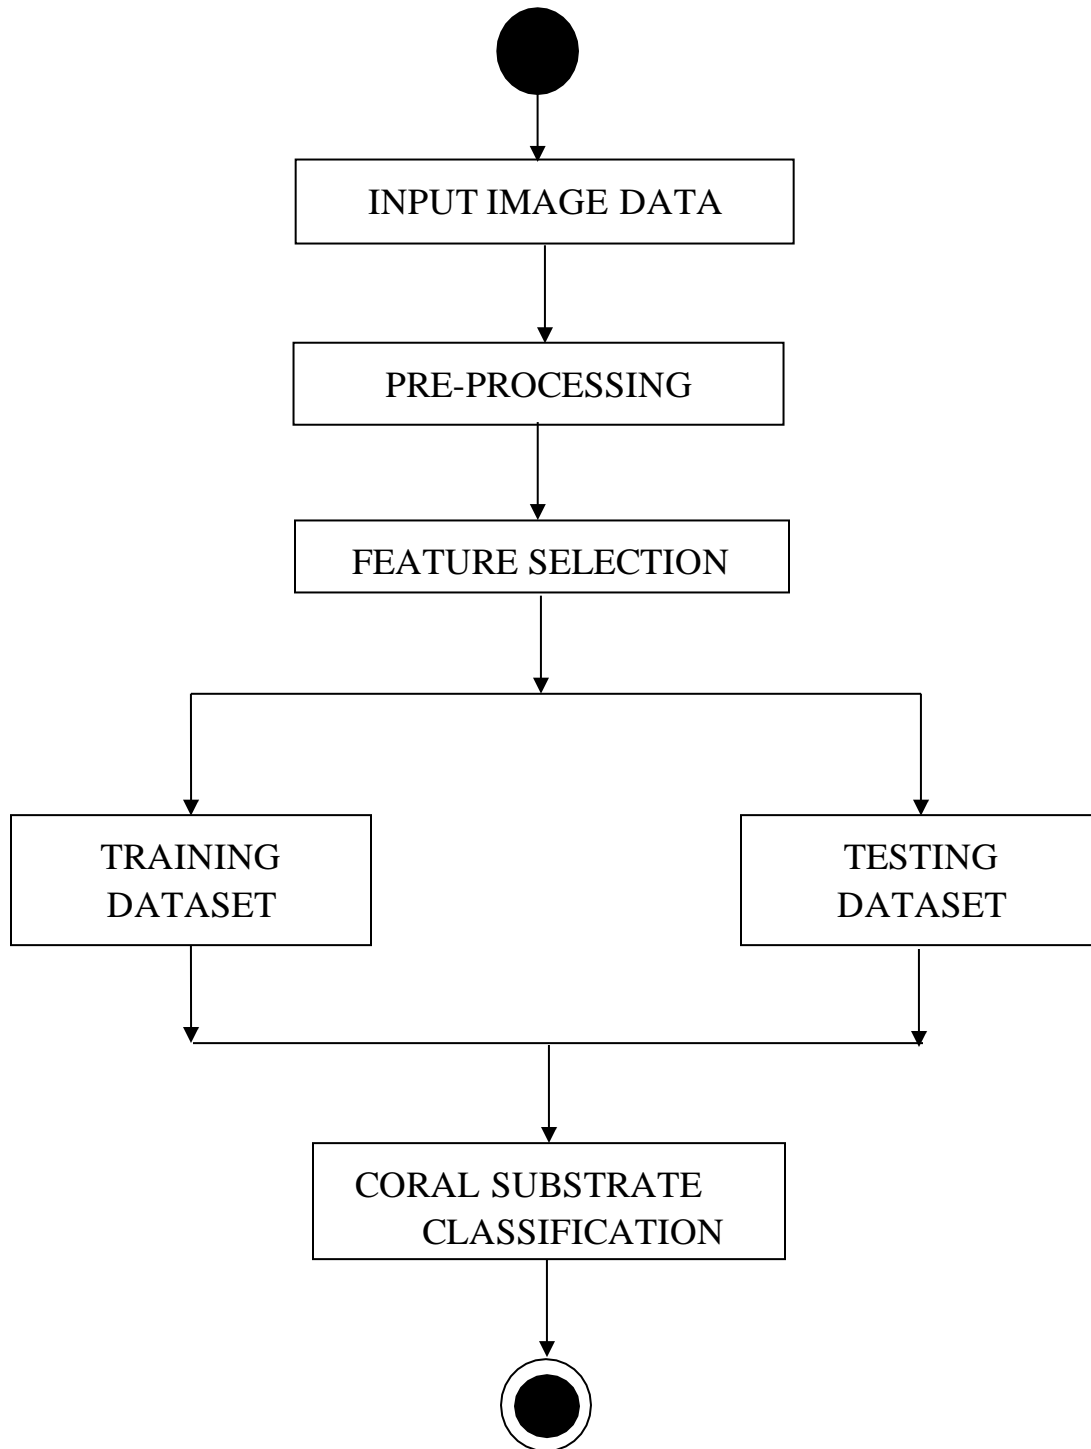 INPUT IMAGE DATA
PRE-PROCESSING
FEATURE SELECTION
TRAINING
DATASET
TESTING
DATASET
CORAL SUBSTRATE
CLASSIFICATION